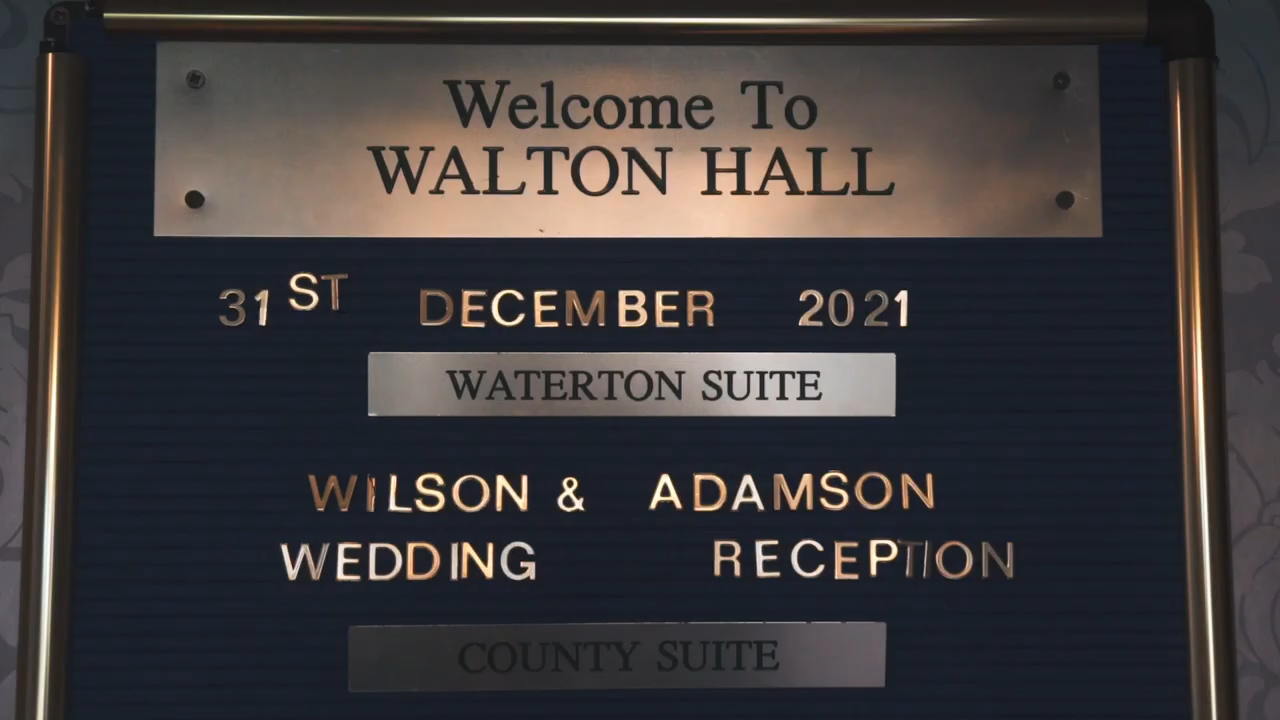 Welcome To
WALTON HALL
31ST DECEMBER 2021
WATERTON SUITE
WILSON & ADAMSON
WEDDING RECEPTION
COUNTY SUITE